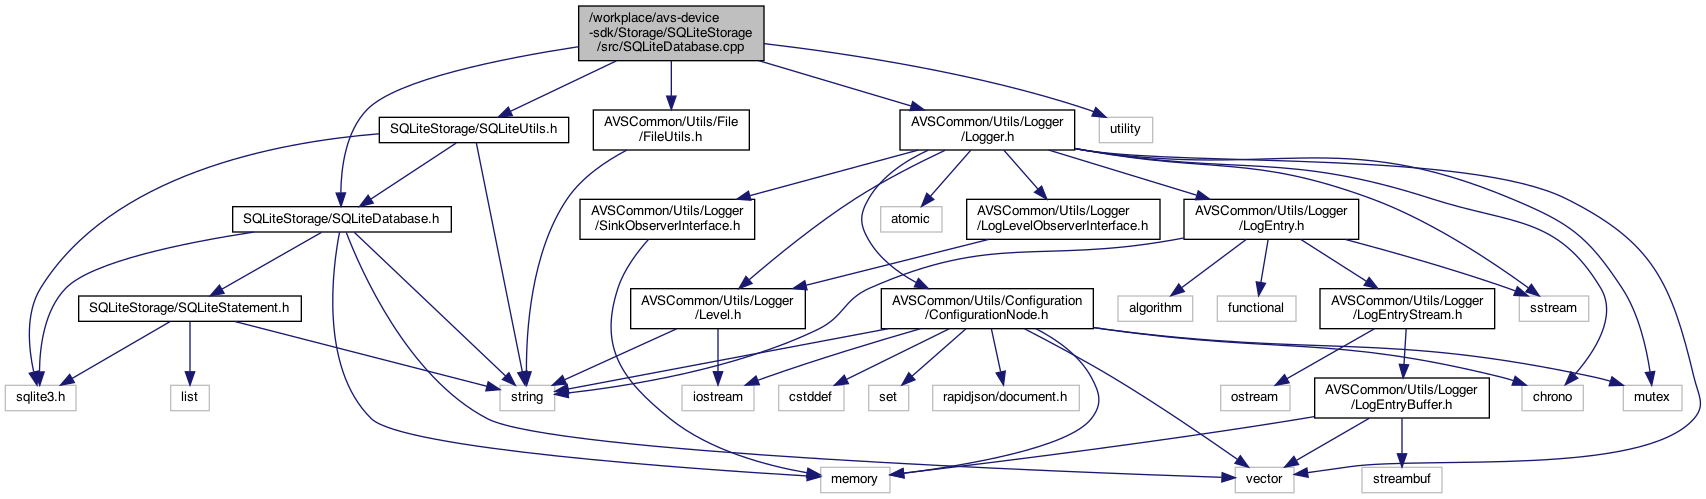 /workplace/avs-device
-sdk/Storage/SQLiteStorage
/src/SQLiteDatabase.cpp
SQLiteStorage/SQLiteUtils.h
AVSCommon/Utils/File
/FileUtils.h
AVSCommon/Utils/Logger
/Logger.h
utility
SQLiteStorage/SQLiteDatabase.h
AVSCommon/Utils/Logger
/SinkObserverInterface.h
atomic
AVSCommon/Utils/Logger
/LogLevelObserverInterface.h
AVSCommon/Utils/Logger
/LogEntry.h
SQLiteStorage/SQLiteStatement.h
AVSCommon/Utils/Logger
/Level.h
AVSCommon/Utils/Configuration
/ConfigurationNode.h
algorithm
functional
AVSCommon/Utils/Logger
/LogEntryStream.h
sstream
sqlite3.h
list
string
iostream
cstddef
set
rapidjson/document.h
ostream
AVSCommon/Utils/Logger
/LogEntryBuffer.h
chrono
mutex
memory
vector
streambuf